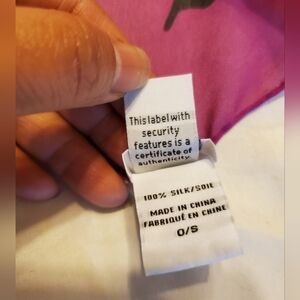 This label with
security
features is a
certificate of
authenticity.
100% SILK/SOIE
MADE IN CHINA
FABRIQUÉ EN CHINE
O/S